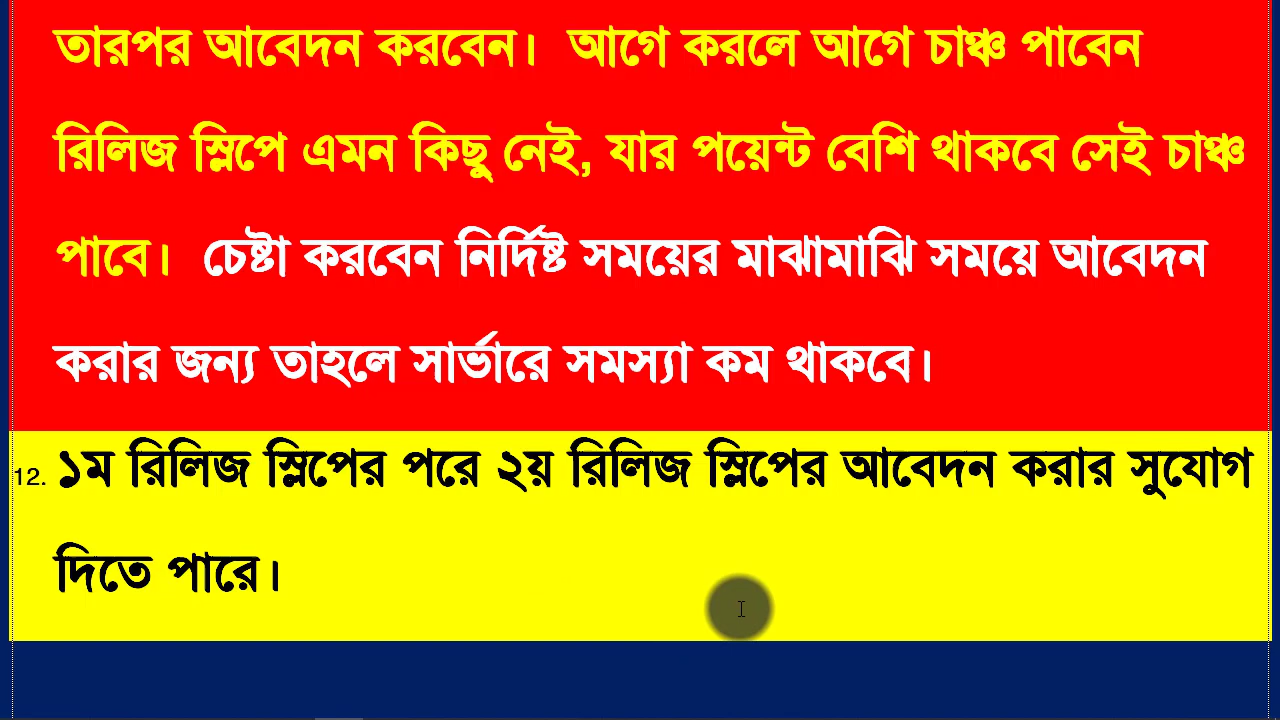 তারপর আবেদন করবেন। আগে করলে আগে চাঞ্চ পাবেন
রিলিজ স্লিপে এমন কিছু নেই, যার পয়েন্ট বেশি থাকবে সেই চাঞ্চ
পাবে। চেষ্টা করবেন নির্দিষ্ট সময়ের মাঝামাঝি সময়ে আবেদন
করার জন্য তাহলে সার্ভারে সমস্যা কম থাকবে।
12. ১ম রিলিজ স্লিপের পরে ২য় রিলিজ স্লিপের আবেদন করার সুযোগ
দিতে পারে।